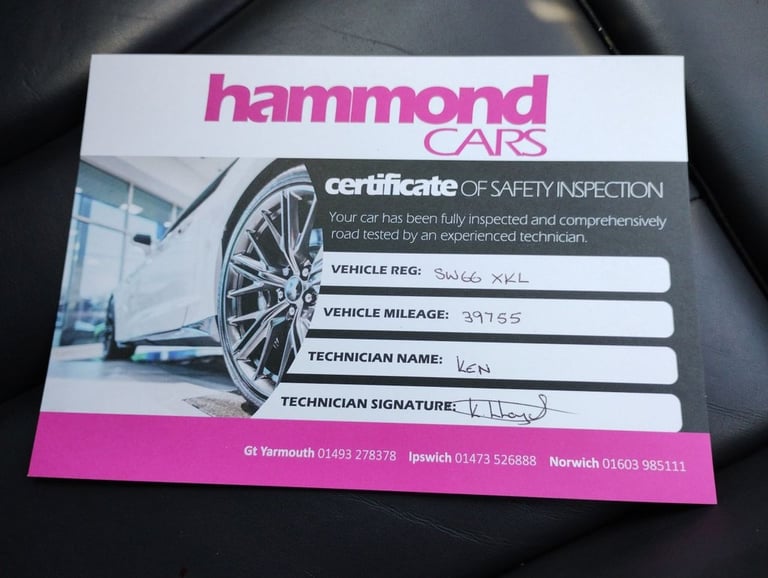 hammond
CARS
certificate OF SAFETY INSPECTION
Your car has been fully inspected and comprehensively
road tested by an experienced technician.
VEHICLE REG: SW66 XKL
VEHICLE MILEAGE: 39755
TECHNICIAN NAME: KEN
TECHNICIAN SIGNATURE: K. Lloyd
Gt Yarmouth 01493 278378 Ipswich 01473 526888 Norwich 01603 985111